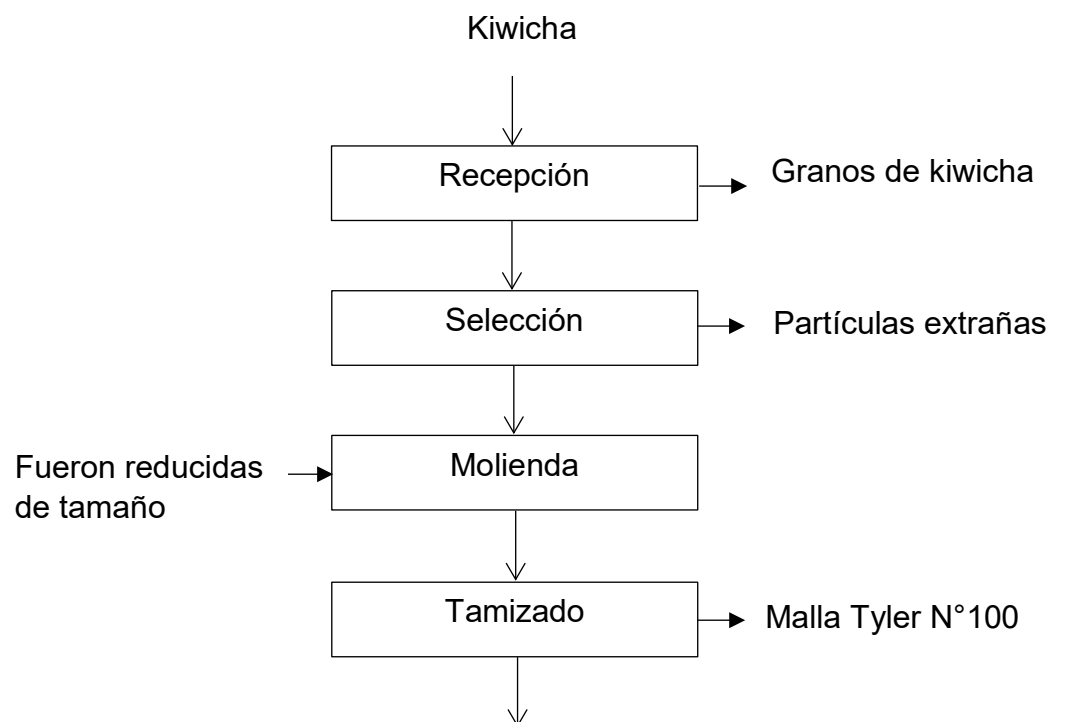 Kiwicha
Recepción
Granos de kiwicha
Selección
Partículas extrañas
Fueron reducidas
de tamaño
Molienda
Tamizado
Malla Tyler N°100